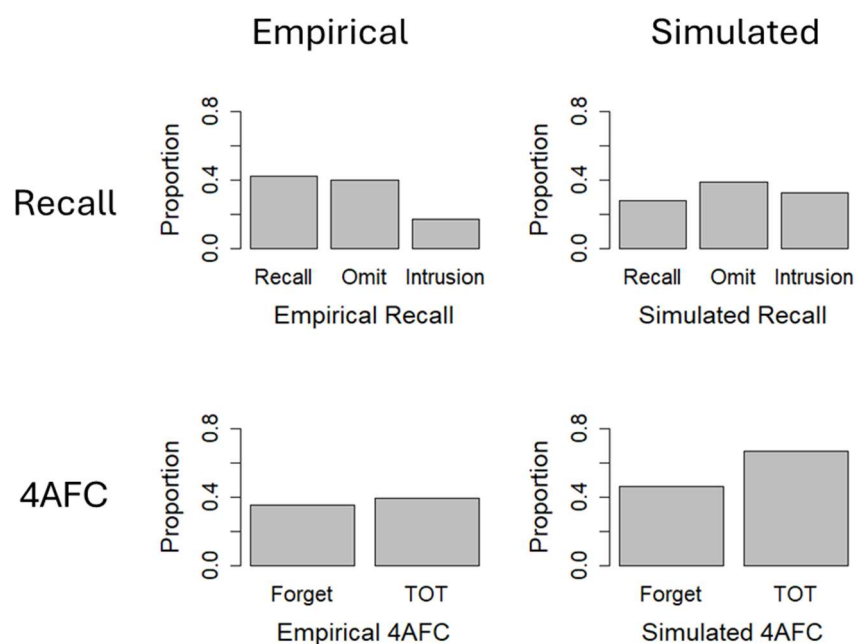 Empirical
Simulated
Recall
Proportion
0.0 0.4 0.8
Recall Omit Intrusion
Empirical Recall
Proportion
0.0 0.4 0.8
Recall Omit Intrusion
Simulated Recall
4AFC
Proportion
0.0 0.4 0.8
Forget TOT
Empirical 4AFC
Proportion
0.0 0.4 0.8
Forget TOT
Simulated 4AFC